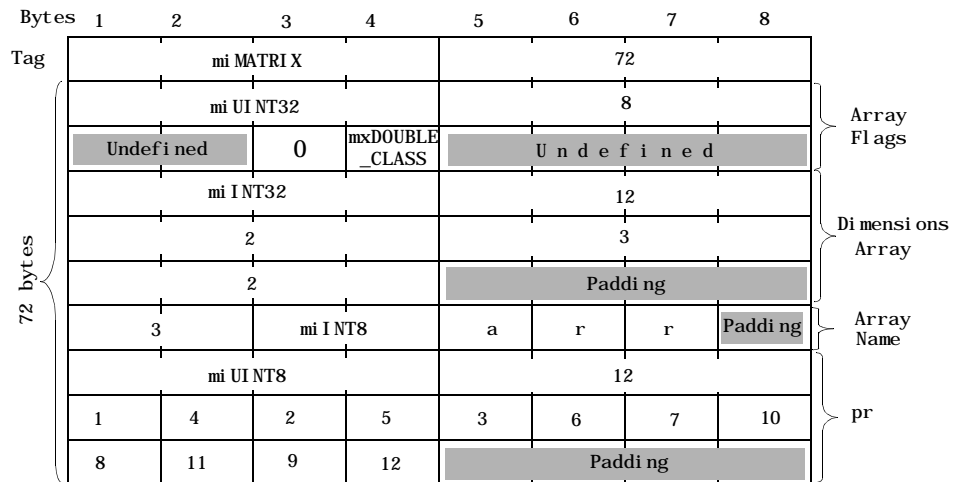 Bytes 1 2 3 4 5 6 7 8
Tag miMATRIX 72
miUINT32 8
Array
Flags
Undefined 0 mxDOUBLE
_CLASS Undefined
miINT32 12
2 3
Dimensions
Array
2 Padding
72 bytes
3 miINT8 a r r Padding
Array
Name
miUINT8 12
1 4 2 5 3 6 7 10
pr
8 11 9 12 Padding